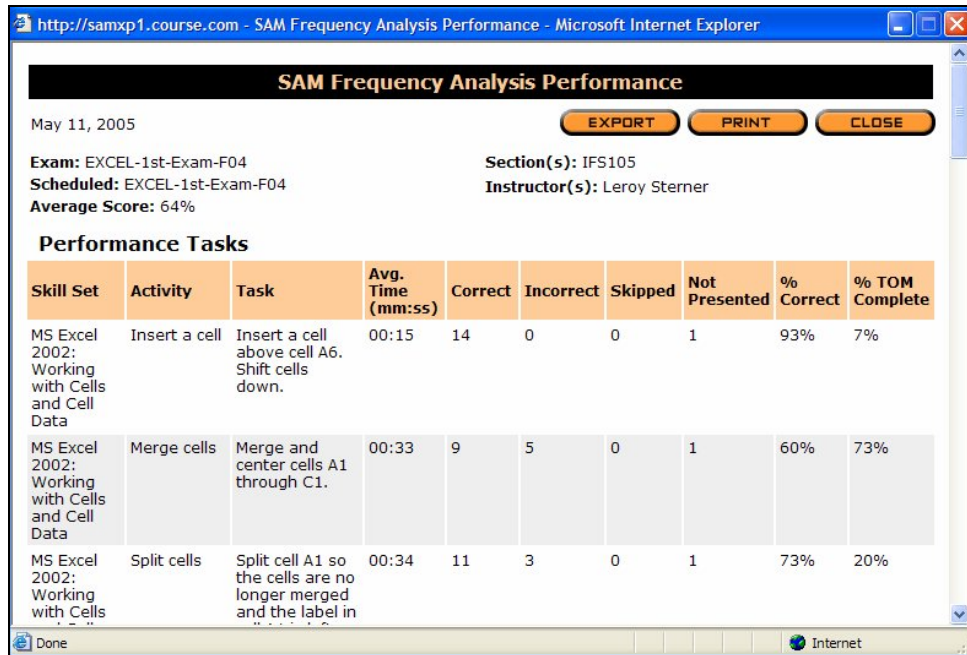 http://samxp1.course.com - SAM Frequency Analysis Performance - Microsoft Internet Explorer
SAM Frequency Analysis Performance
May 11, 2005
EXPORT PRINT CLOSE
Exam: EXCEL-1st-Exam-F04
Section(s): IFS105
Scheduled: EXCEL-1st-Exam-F04
Instructor(s): Leroy Sterner
Average Score: 64%
Performance Tasks
Skill Set Activity Task Avg. Time (mm:ss) Correct Incorrect Skipped Not Presented % Correct % TOM Complete
MS Excel Insert a cell Insert a cell 00:15 14 0 0 1 93% 7%
2002: above cell A6.
Working Shift cells
with Cells down.
and Cell
Data
MS Excel Merge cells Merge and 00:33 9 5 0 1 60% 73%
2002: center cells A1
Working through C1.
with Cells
and Cell
Data
MS Excel Split cells Split cell A1 so 00:34 11 3 0 1 73% 20%
2002: the cells are no
Working longer merged
with Cells and the label in
Done Internet